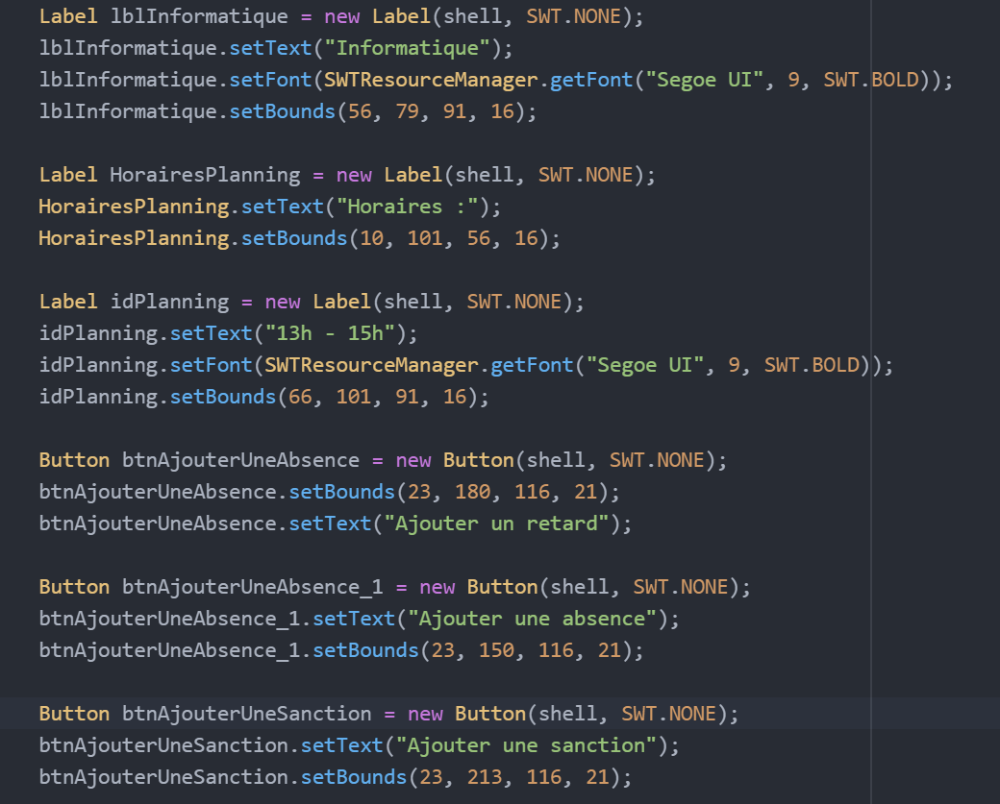 Label lblInformatique = new Label(shell, SWT.NONE);
lblInformatique.setText("Informatique");
lblInformatique.setFont(SWTResourceManager.getFont("Segoe UI", 9, SWT.BOLD));
lblInformatique.setBounds(56, 79, 91, 16);

Label HorairesPlanning = new Label(shell, SWT.NONE);
HorairesPlanning.setText("Horaires :");
HorairesPlanning.setBounds(10, 101, 56, 16);

Label idPlanning = new Label(shell, SWT.NONE);
idPlanning.setText("13h - 15h");
idPlanning.setFont(SWTResourceManager.getFont("Segoe UI", 9, SWT.BOLD));
idPlanning.setBounds(66, 101, 91, 16);

Button btnAjouterUneAbsence = new Button(shell, SWT.NONE);
btnAjouterUneAbsence.setBounds(23, 180, 116, 21);
btnAjouterUneAbsence.setText("Ajouter un retard");

Button btnAjouterUneAbsence_1 = new Button(shell, SWT.NONE);
btnAjouterUneAbsence_1.setText("Ajouter une absence");
btnAjouterUneAbsence_1.setBounds(23, 150, 116, 21);

Button btnAjouterUneSanction = new Button(shell, SWT.NONE);
btnAjouterUneSanction.setText("Ajouter une sanction");
btnAjouterUneSanction.setBounds(23, 213, 116, 21);